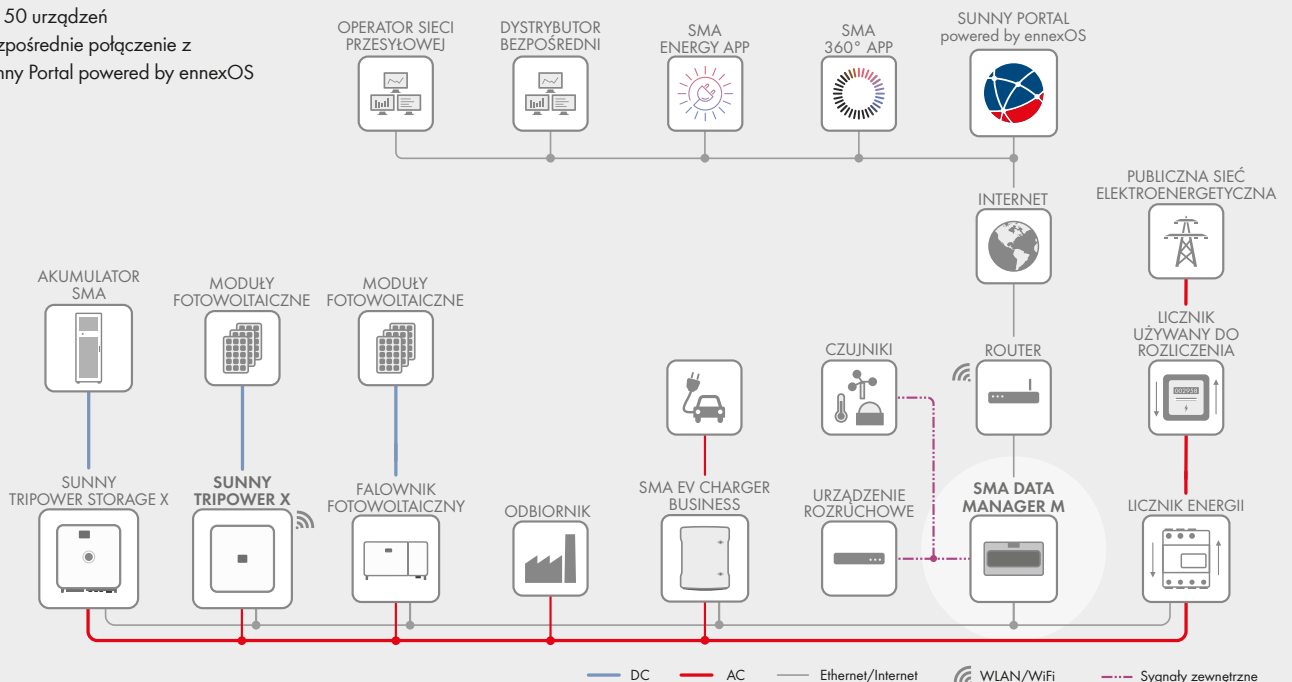 50 urządzeń
zpośrednie połączenie z
nny Portal powered by ennexOS
OPERATOR SIECI
PRZESYŁOWEJ
DYSTRYBUTOR
BEZPOŚREDNI
SMA
ENERGY APP
SMA
360° APP
SUNNY PORTAL
powered by ennexOS
INTERNET
PUBLICZNA SIEĆ
ELEKTROENERGETYCZNA
AKUMULATOR
SMA
MODUŁY
FOTOWOLTAICZNE
MODUŁY
FOTOWOLTAICZNE
CZUJNIKI
ROUTER
LICZNIK
UŻYWANY DO
ROZLICZENIA
SUNNY
TRIPOWER STORAGE X
SUNNY
TRIPOWER X
FALOWNIK
FOTOWOLTAICZNY
ODBIORNIK
SMA EV CHARGER
BUSINESS
URZĄDZENIE
ROZRUCHOWE
SMA DATA
MANAGER M
LICZNIK ENERGII
DC
AC
Ethernet/Internet
WLAN/WiFi
Sygnały zewnętrzne